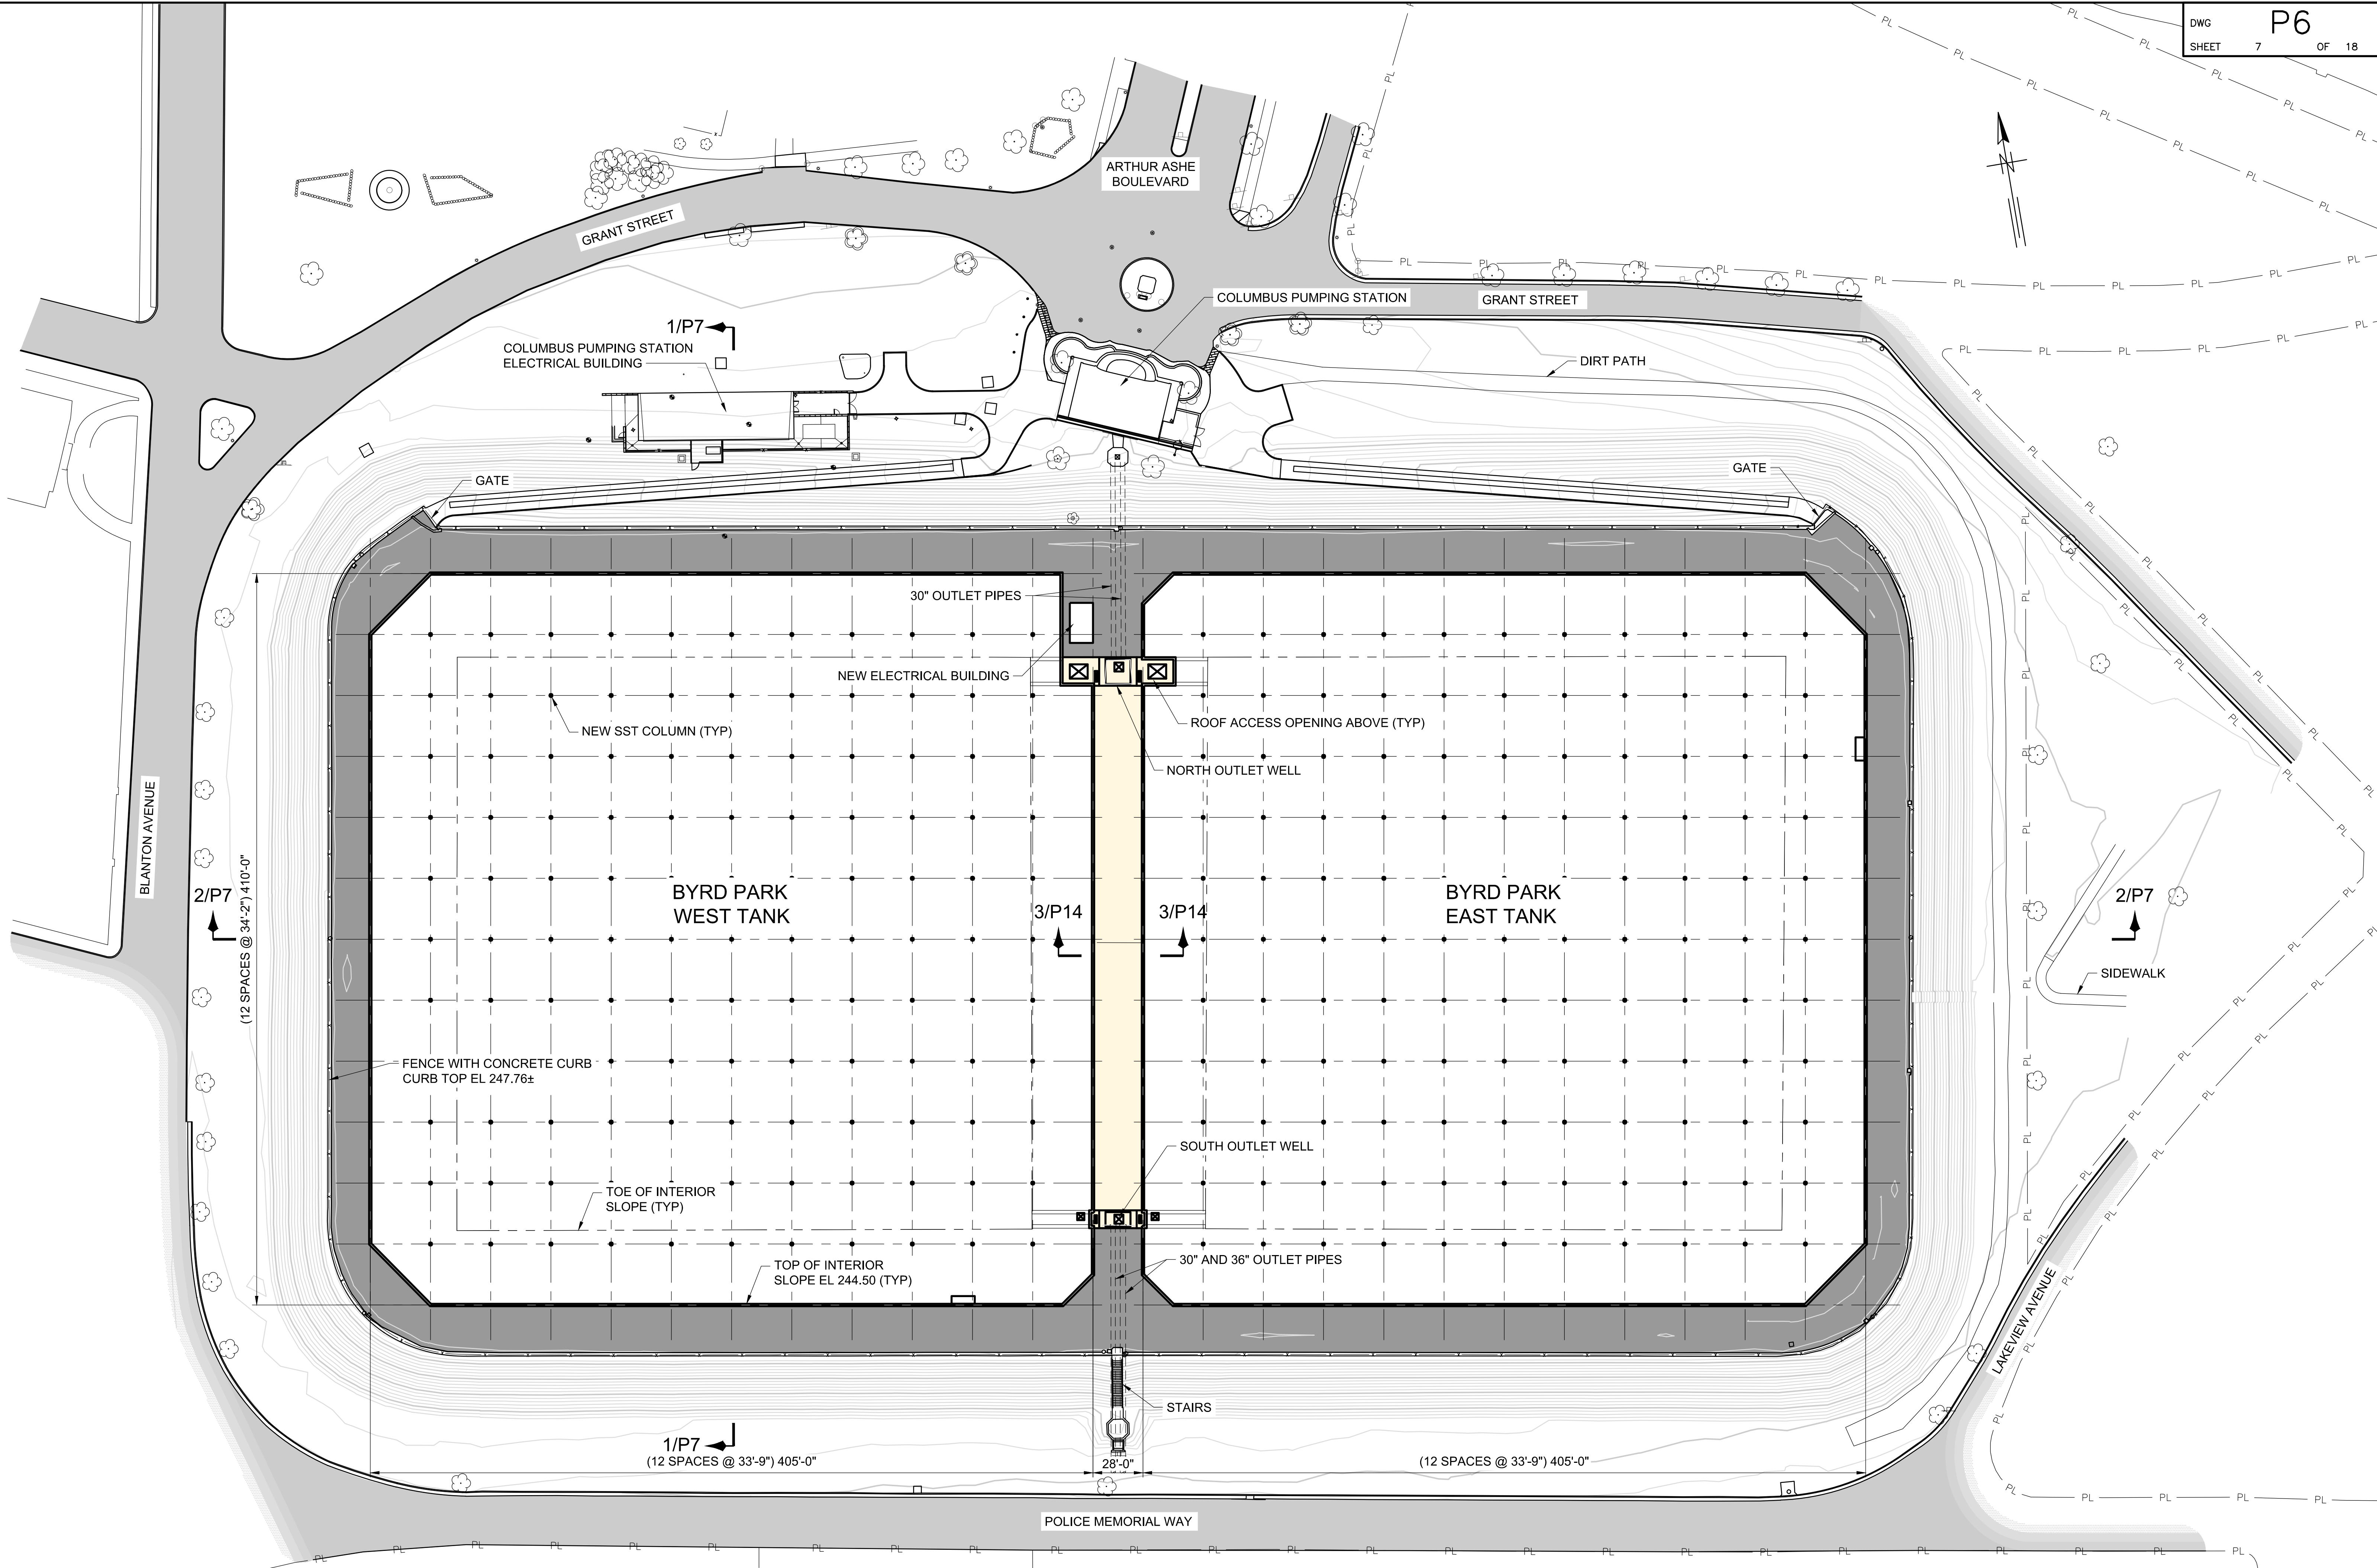 DWG P6
SHEET 7 OF 18
ARTHUR ASHE
BOULEVARD
GRANT STREET
COLUMBUS PUMPING STATION
GRANT STREET
N
1/P7
COLUMBUS PUMPING STATION
ELECTRICAL BUILDING
DIRT PATH
GATE
GATE
30" OUTLET PIPES
NEW ELECTRICAL BUILDING
ROOF ACCESS OPENING ABOVE (TYP)
NEW SST COLUMN (TYP)
NORTH OUTLET WELL
BLANTON AVENUE
(12 SPACES @ 34'-2") 410'-0"
2/P7
BYRD PARK
WEST TANK
3/P14
3/P14
BYRD PARK
EAST TANK
2/P7
SIDEWALK
FENCE WITH CONCRETE CURB
CURB TOP EL 247.76±
SOUTH OUTLET WELL
TOE OF INTERIOR
SLOPE (TYP)
TOP OF INTERIOR
SLOPE EL 244.50 (TYP)
30" AND 36" OUTLET PIPES
LAKEVIEW AVENUE
STAIRS
1/P7
(12 SPACES @ 33'-9") 405'-0"
28'-0"
(12 SPACES @ 33'-9") 405'-0"
POLICE MEMORIAL WAY
PL